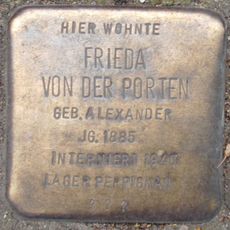 HIER WOHNTE
FRIEDA
VON DER PORTEN
GEB. ALEXANDER
JG. 1885
INTERNIERT 1940
LAGER PERPIGNAN
? ? ?